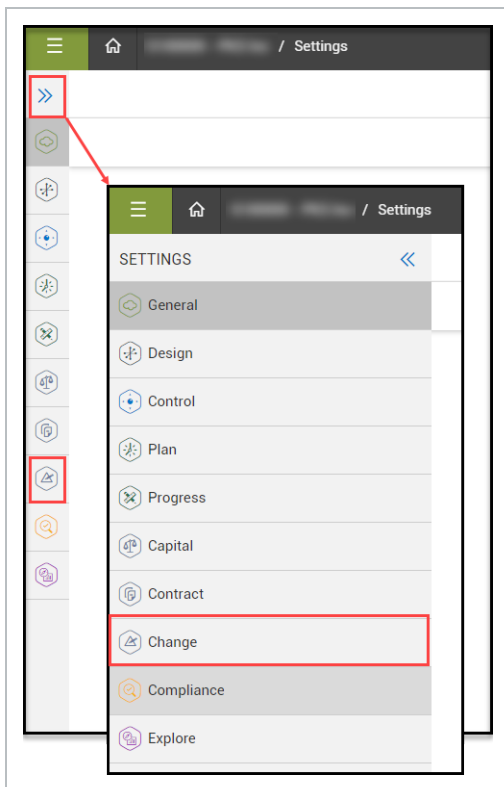 / Settings
/ Settings
SETTINGS
General
Design
Control
Plan
Progress
Capital
Contract
Change
Compliance
Explore